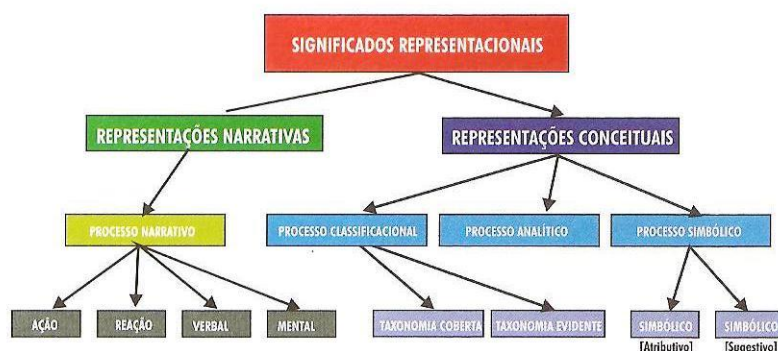 SIGNIFICADOS REPRESENTACIONAIS
REPRESENTAÇÕES NARRATIVAS
REPRESENTAÇÕES CONCEITUAIS
PROCESSO NARRATIVO
PROCESSO CLASSIFICACIONAL
PROCESSO ANALÍTICO
PROCESSO SIMBÓLICO
AÇÃO
REAÇÃO
VERBAL
MENTAL
TAXONOMIA COBERTA
TAXONOMIA EVIDENTE
SIMBÓLICO
[Atributivo]
SIMBÓLICO
[Sugestivo]